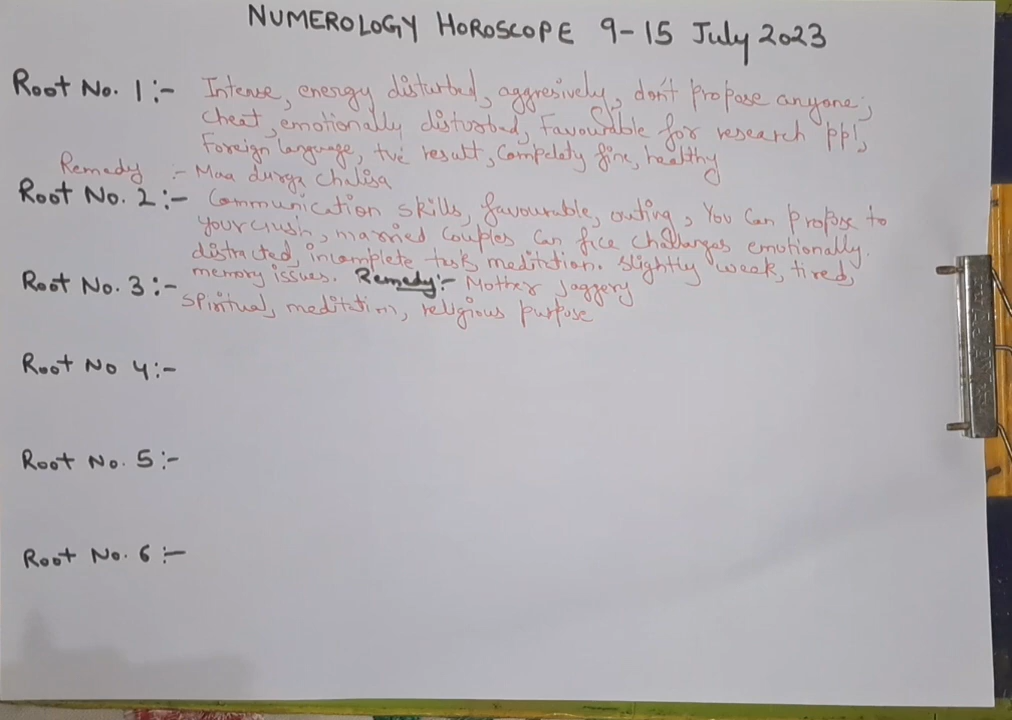 NUMEROLOGY HOROSCOPE 9-15 July 2023
Root No. 1 :- Intense, energy disturbed, aggresively, don't propose anyone,
cheat, emotionally disturbed, Favourable for research ppl,
Foreign language, +ve result, Compelety fine, healthy
Remedy :- Maa durga Chalisa
Root No. 2 :- Communication skills, favourable, outing, You Can propose to
your crush, married Couples Can fice challanges emotionally.
distracted, incomplete task meditation. slightly weak, tired,
memory issues. Remedy:- Mother jaggery
Root No. 3 :- Spiritual, meditation, religious purpose
Root No 4 :-
Root No. 5 :-
Root No. 6 :-